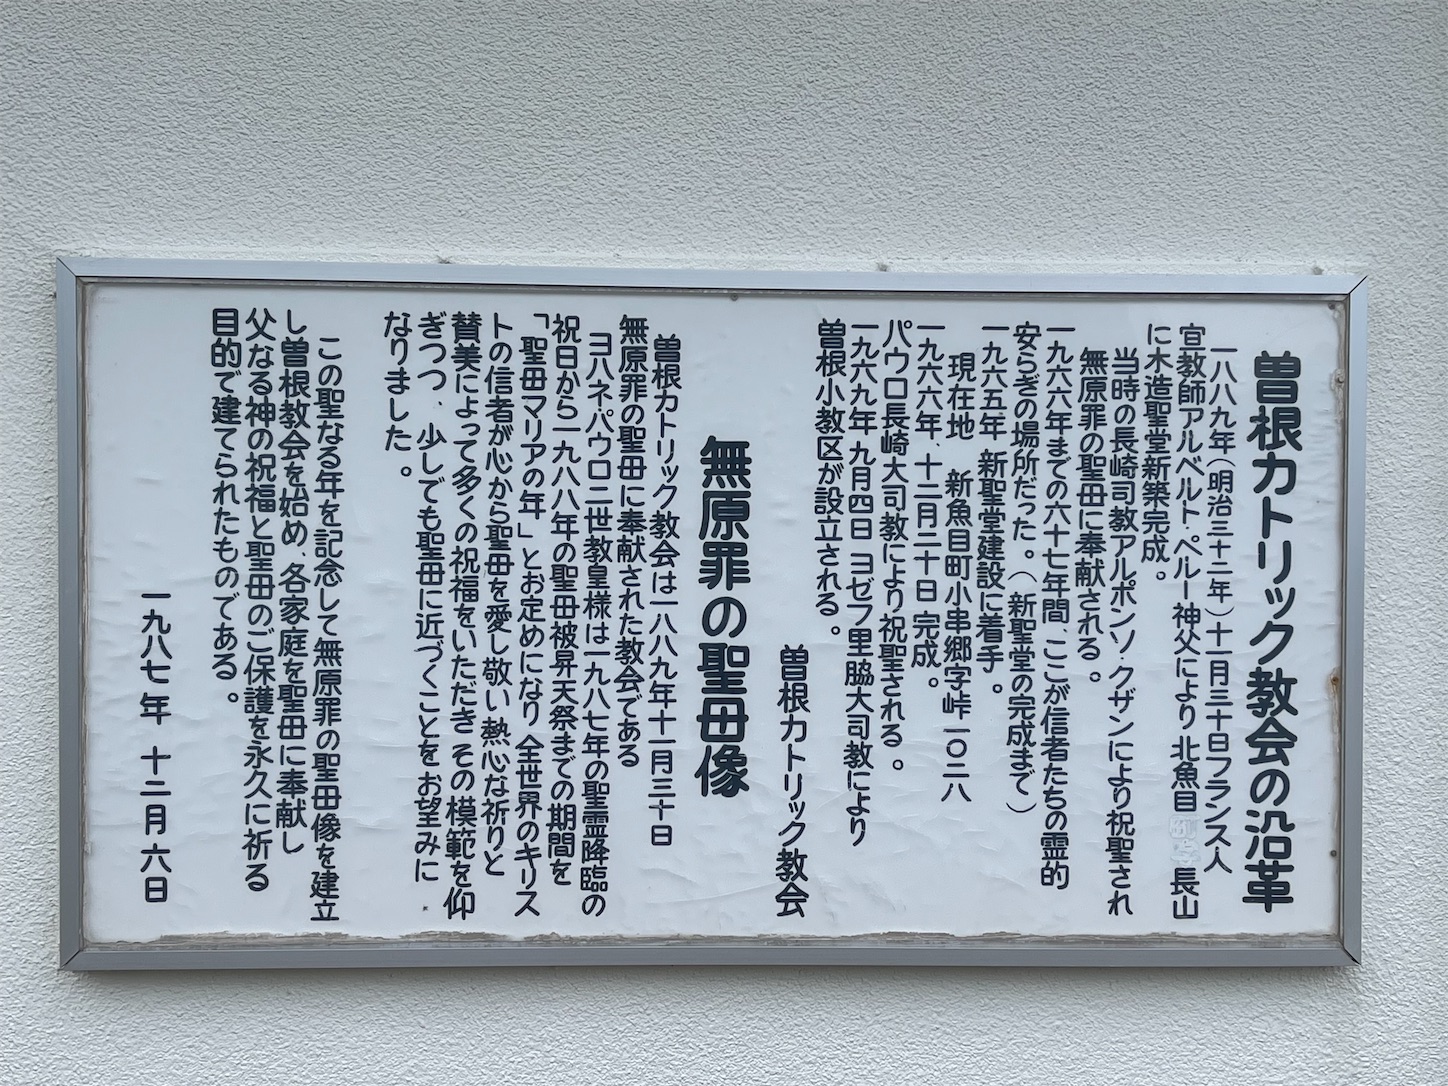 曽根カトリック教会の沿革
一八八九年(明治三十二年)十一月三十日フランス人
宣教師アルベルト・ペルー神父により北魚目 長山
に木造聖堂新築完成。
当時の長崎司教アルポンソ・クザンにより祝聖され
無原罪の聖母に奉献される。
一九六六年までの六十七年間、ここが信者たちの霊的
安らぎの場所だった。(新聖堂の完成まで)
一九六五年 新聖堂建設に着手。
現在地 新魚目町小串郷字峠一〇二八
一九六六年、十二月二十日 完成。
パウロ長崎大司教により祝聖される。
一九六九年、九月四日 ヨゼフ里脇大司教により
曽根小教区が設立される。
曽根カトリック教会
無原罪の聖母像
曽根カトリック教会は一八八九年十一月三十日
無原罪の聖母に奉献された教会である
ヨハネパウロ二世教皇様は一九八七年の聖霊降臨の
祝日から一九八八年の聖母被昇天祭までの期間を
「聖母マリアの年」とお定めになり 全世界のキリス
トの信者が心から聖母を愛し敬い 熱心な祈りと
賛美によって多くの祝福をいただき その模範を仰
ぎつつ、少しでも聖母に近づくことをお望みに
なりました。
この聖なる年を記念して無原罪の聖母像を建立
し曽根教会を始め、各家庭を聖母に奉献し
父なる神の祝福と聖母のご保護を永久に祈る
目的で建てられたものである。
一九八七年 十二月六日